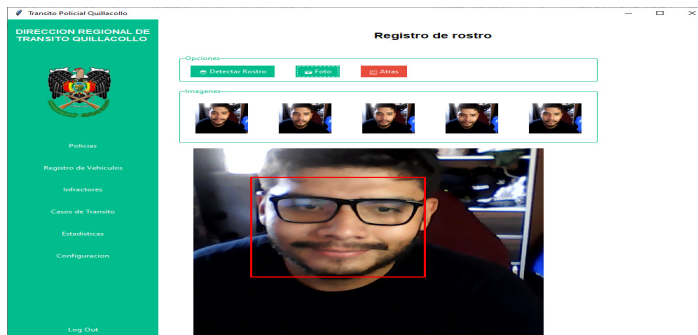 Transito Policial Quillacollo
DIRECCION REGIONAL DE
TRANSITO QUILLACOLLO
Policias
Registro de Vehiculos
Infractores
Casos de Transito
Estadisticas
Configuracion
Log Out
Registro de rostro
Opciones
Detectar Rostro
Foto
Atras
Imagenes